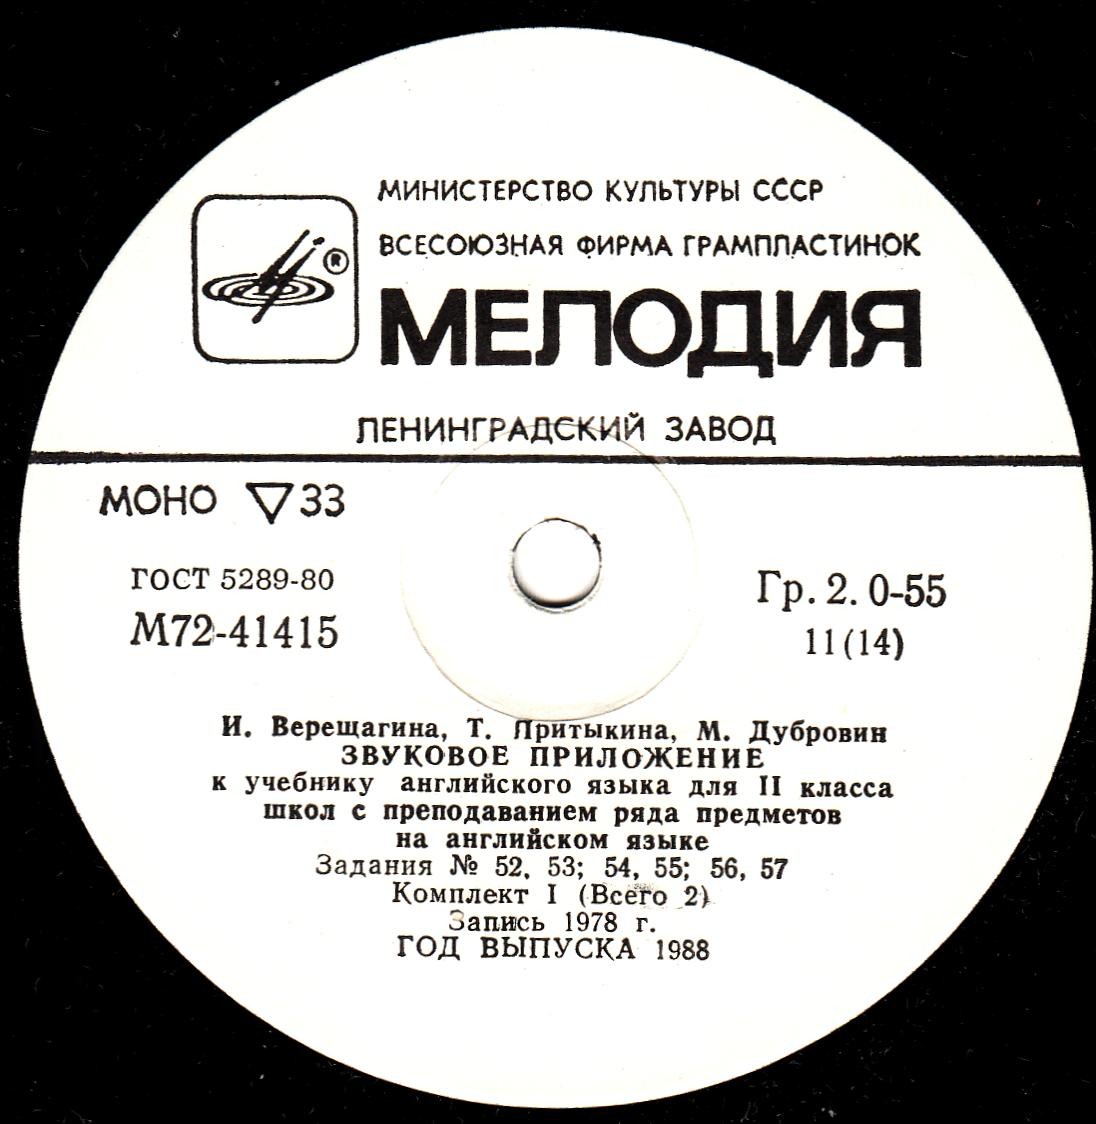 МИНИСТЕРСТВО КУЛЬТУРЫ СССР
ВСЕСОЮЗНАЯ ФИРМА ГРАМПЛАСТИНОК
®
МЕЛОДИЯ
ЛЕНИНГРАДСКИЙ ЗАВОД
МОНО ▽ 33
ГОСТ 5289-80
М72-41415
Гр. 2. 0-55
11(14)
И. Верещагина, Т. Притыкина, М. Дубровин
ЗВУКОВОЕ ПРИЛОЖЕНИЕ
к учебнику английского языка для II класса
школ с преподаванием ряда предметов
на английском языке
Задания № 52, 53; 54, 55; 56, 57
Комплект I (Всего 2)
Запись 1978 г.
ГОД ВЫПУСКА 1988